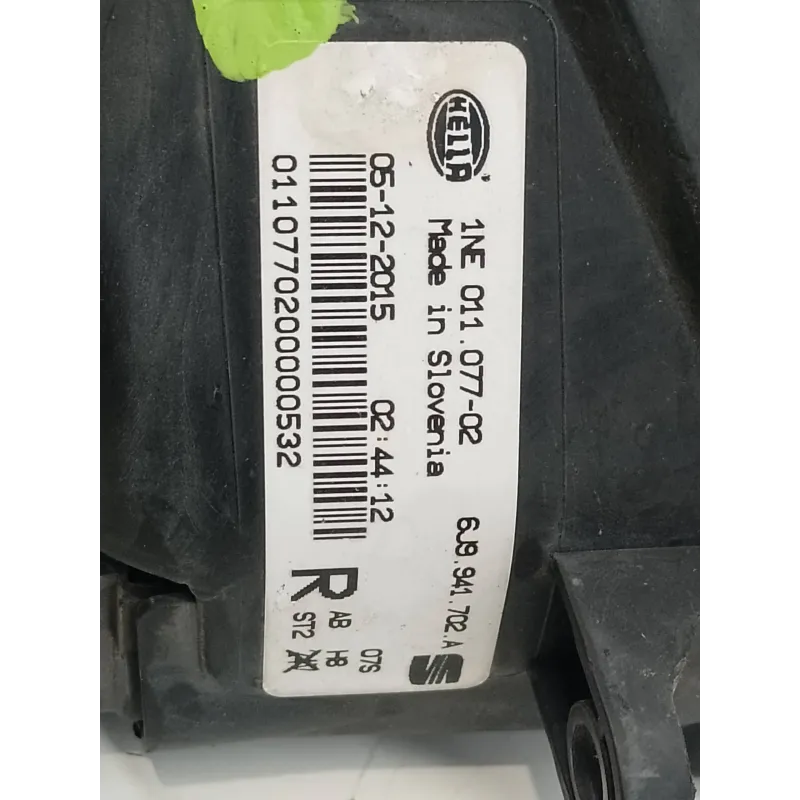 HELLA
1NE 011.077-02
6J9.941.702.A
Made in Slovenia
S
05-12-2015 02:44:12
0110770200000532
R
AB 07S
ST2 H8